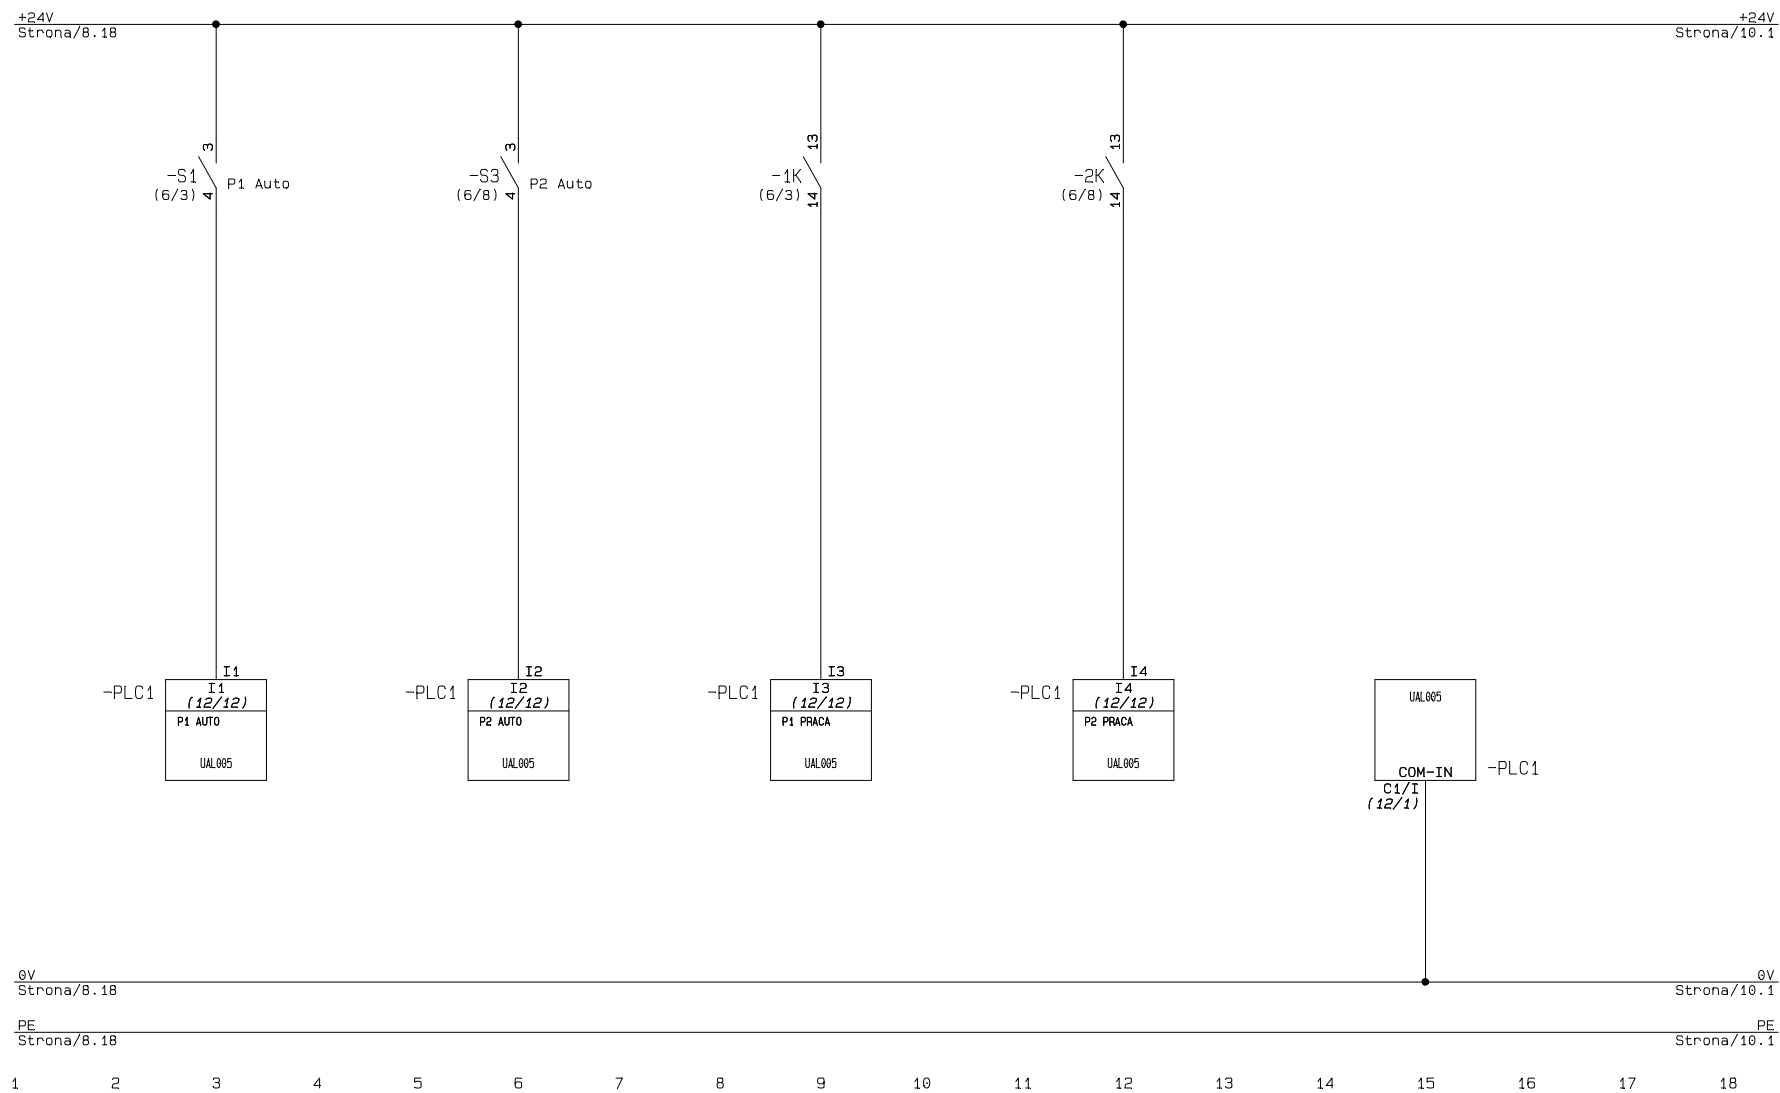 +24V
Strona/8.18
+24V
Strona/10.1
3
-S1
P1 Auto
(6/3)
4
3
-S3
P2 Auto
(6/8)
4
13
-1K
(6/3)
14
13
-2K
(6/8)
14
I1
-PLC1
I1
(12/12)
P1 AUTO
UAL005
I2
-PLC1
I2
(12/12)
P2 AUTO
UAL005
I3
-PLC1
I3
(12/12)
P1 PRACA
UAL005
I4
-PLC1
I4
(12/12)
P2 PRACA
UAL005
UAL005
COM-IN
-PLC1
C1/I
(12/1)
0V
Strona/8.18
0V
Strona/10.1
PE
Strona/8.18
PE
Strona/10.1
1 2 3 4 5 6 7 8 9 10 11 12 13 14 15 16 17 18